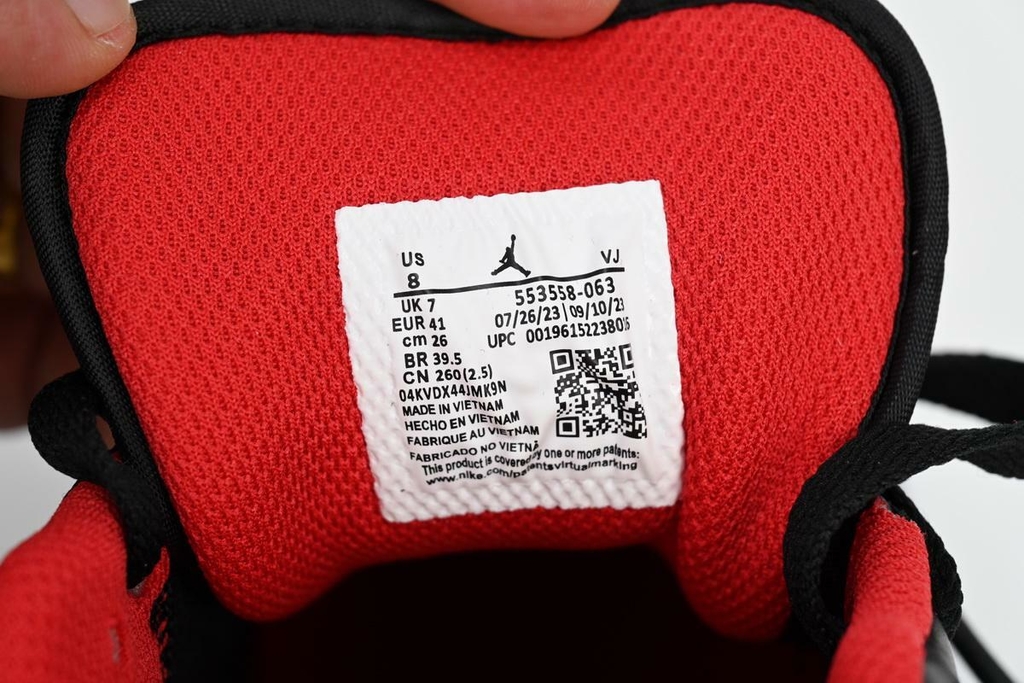 US VJ
8
UK 7 553558-063
EUR 41 07/26/23 | 09/10/23
cm 26 UPC 00196152238016
BR 39.5
CN 260 (2.5)
04KVDX44JMK9N
MADE IN VIETNAM
HECHO EN VIETNAM
FABRIQUE AU VIETNAM
FABRICADO NO VIETNÃ
This product is covered by one or more patents:
www.nike.com/patentsvirtualmarking